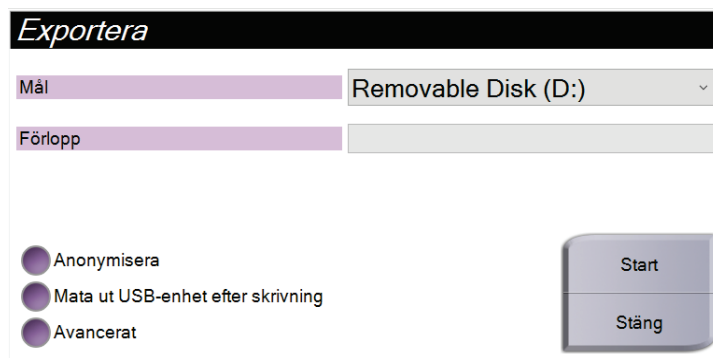 Exportera
Mål
Removable Disk (D:)
Förlopp
Anonymisera
Mata ut USB-enhet efter skrivning
Avancerat
Start
Stäng